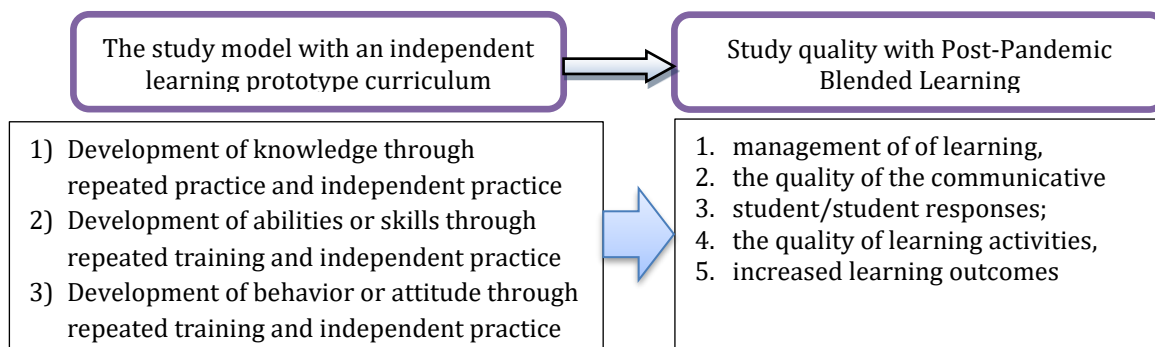 The study model with an independent
learning prototype curriculum
Study quality with Post-Pandemic
Blended Learning
1) Development of knowledge through
repeated practice and independent practice
2) Development of abilities or skills through
repeated training and independent practice
3) Development of behavior or attitude through
repeated training and independent practice
1. management of of learning,
2. the quality of the communicative
3. student/student responses;
4. the quality of learning activities,
5. increased learning outcomes